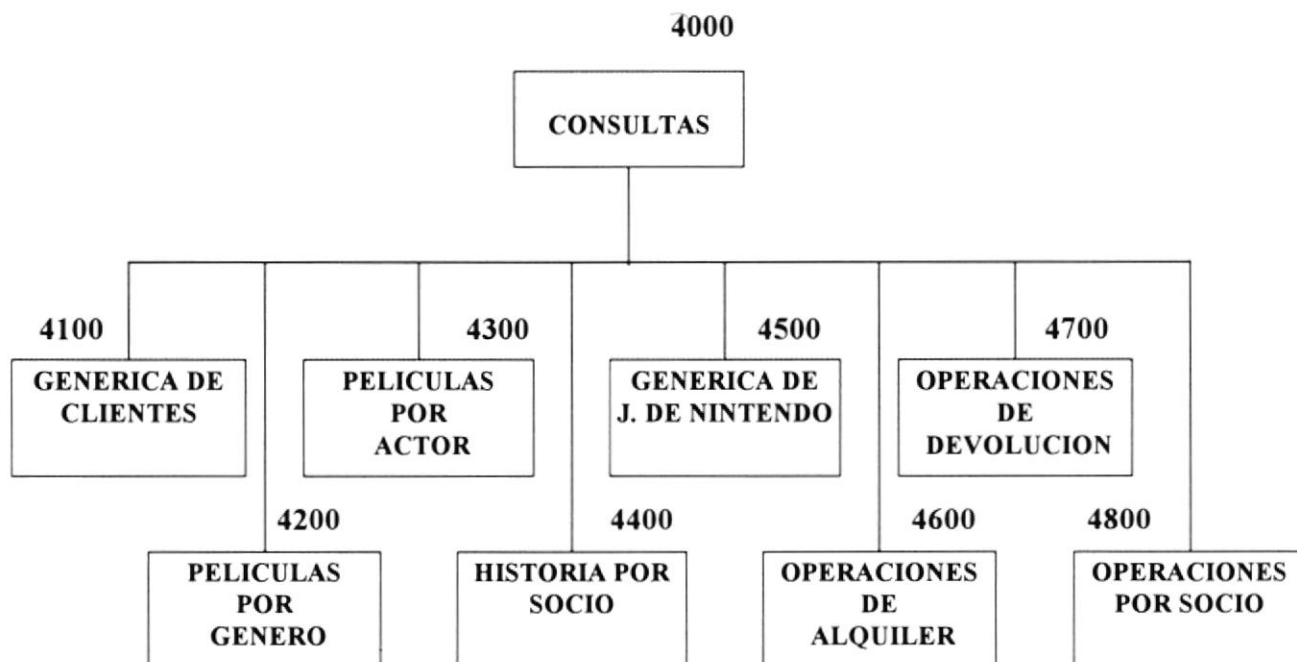 4000
CONSULTAS
4100
GENERICA DE
CLIENTES
4300
PELICULAS
POR
ACTOR
4500
GENERICA DE
J. DE NINTENDO
4700
OPERACIONES
DE
DEVOLUCION
4200
PELICULAS
POR
GENERO
4400
HISTORIA POR
SOCIO
4600
OPERACIONES
DE
ALQUILER
4800
OPERACIONES
POR SOCIO